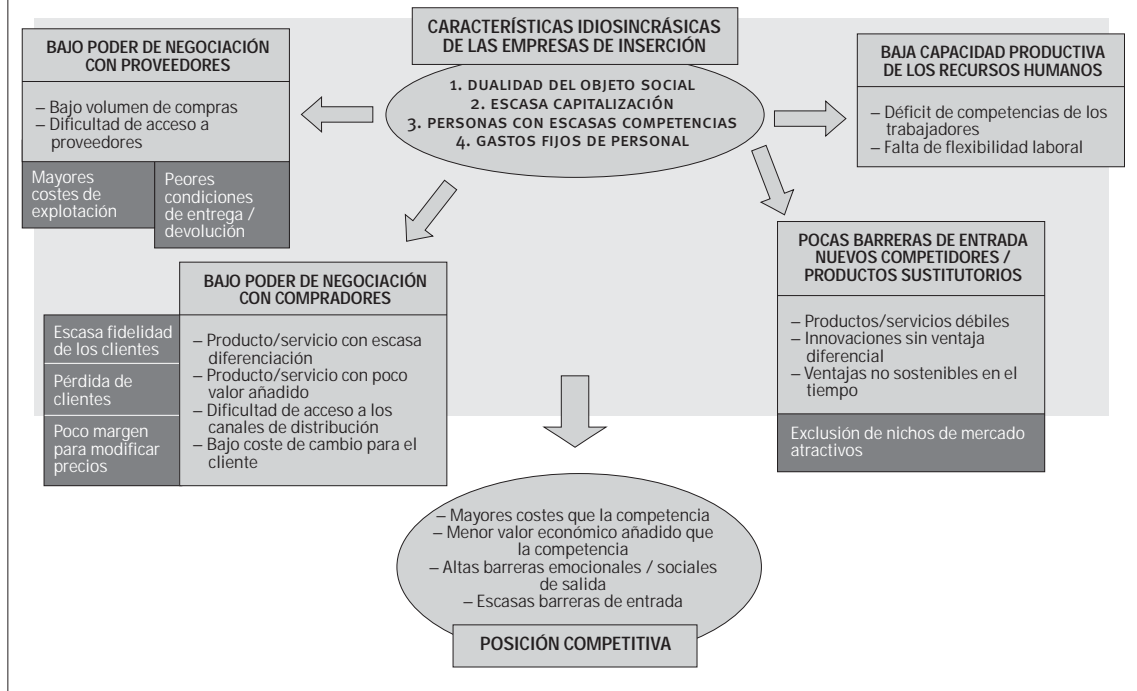 CARACTERÍSTICAS IDIOSINCRÁSICAS
DE LAS EMPRESAS DE INSERCIÓN
1. DUALIDAD DEL OBJETO SOCIAL
2. ESCASA CAPITALIZACIÓN
3. PERSONAS CON ESCASAS COMPETENCIAS
4. GASTOS FIJOS DE PERSONAL
BAJO PODER DE NEGOCIACIÓN
CON PROVEEDORES
– Bajo volumen de compras
– Dificultad de acceso a
proveedores
Mayores
costes de
explotación
Peores
condiciones
de entrega /
devolución
BAJA CAPACIDAD PRODUCTIVA
DE LOS RECURSOS HUMANOS
– Déficit de competencias de los
trabajadores
– Falta de flexibilidad laboral
BAJO PODER DE NEGOCIACIÓN
CON COMPRADORES
Escasa fidelidad
de los clientes
Pérdida de
clientes
Poco margen
para modificar
precios
– Producto/servicio con escasa
diferenciación
– Producto/servicio con poco
valor añadido
– Dificultad de acceso a los
canales de distribución
– Bajo coste de cambio para el
cliente
POCAS BARRERAS DE ENTRADA
NUEVOS COMPETIDORES /
PRODUCTOS SUSTITUTORIOS
– Productos/servicios débiles
– Innovaciones sin ventaja
diferencial
– Ventajas no sostenibles en el
tiempo
Exclusión de nichos de mercado
atractivos
– Mayores costes que la competencia
– Menor valor económico añadido que
la competencia
– Altas barreras emocionales / sociales
de salida
– Escasas barreras de entrada
POSICIÓN COMPETITIVA